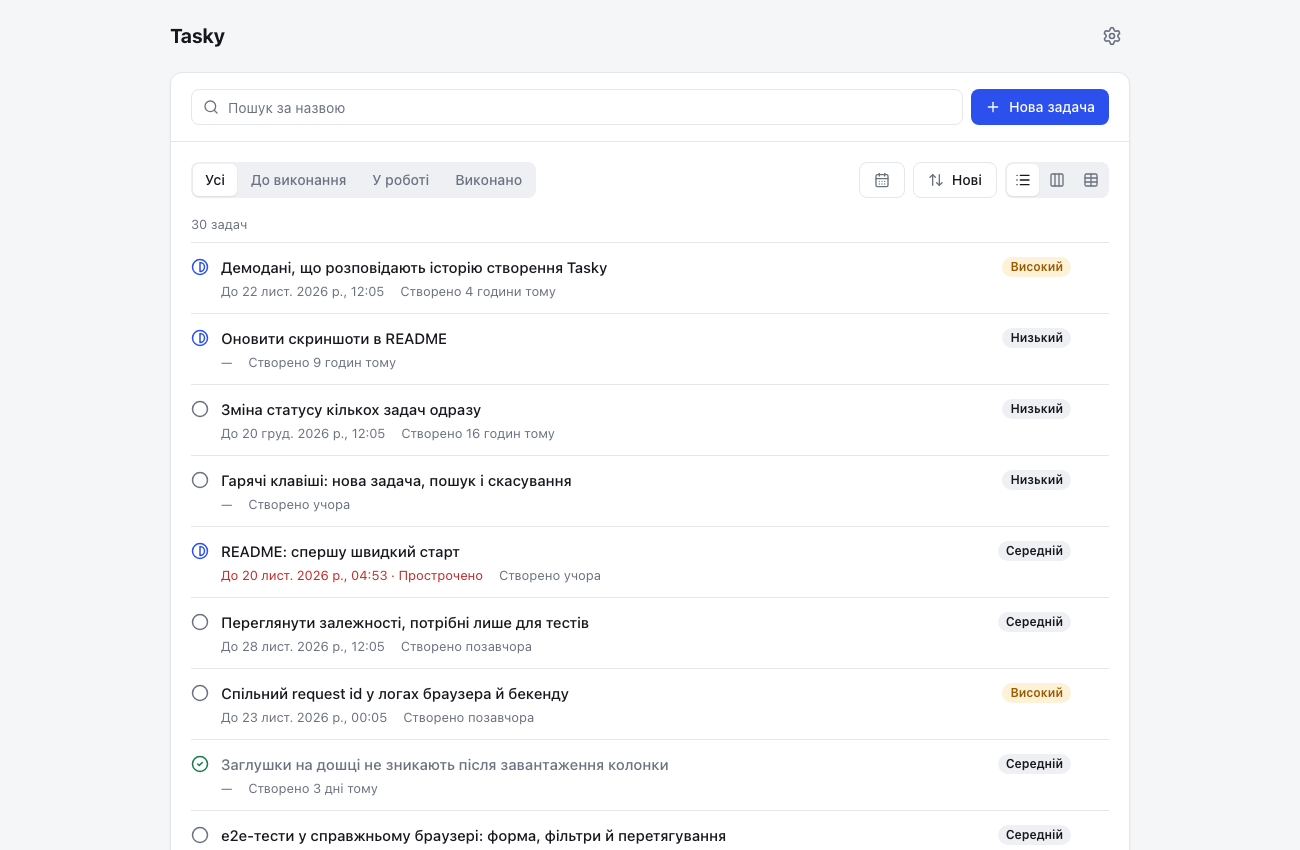 Tasky
Пошук за назвою
Нова задача
Усі До виконання У роботі Виконано
Нові
30 задач
Демодані, що розповідають історію створення Tasky
Високий
До 22 лист. 2026 р., 12:05 Створено 4 години тому
Оновити скриншоти в README
Низький
— Створено 9 годин тому
Зміна статусу кількох задач одразу
Низький
До 20 груд. 2026 р., 12:05 Створено 16 годин тому
Гарячі клавіші: нова задача, пошук і скасування
Низький
— Створено учора
README: спершу швидкий старт
Середній
До 20 лист. 2026 р., 04:53 · Прострочено Створено учора
Переглянути залежності, потрібні лише для тестів
Середній
До 28 лист. 2026 р., 12:05 Створено позавчора
Спільний request id у логах браузера й бекенду
Високий
До 23 лист. 2026 р., 00:05 Створено позавчора
Заглушки на дошці не зникають після завантаження колонки
Середній
— Створено 3 дні тому
e2e-тести у справжньому браузері: форма, фільтри й перетягування
Середній